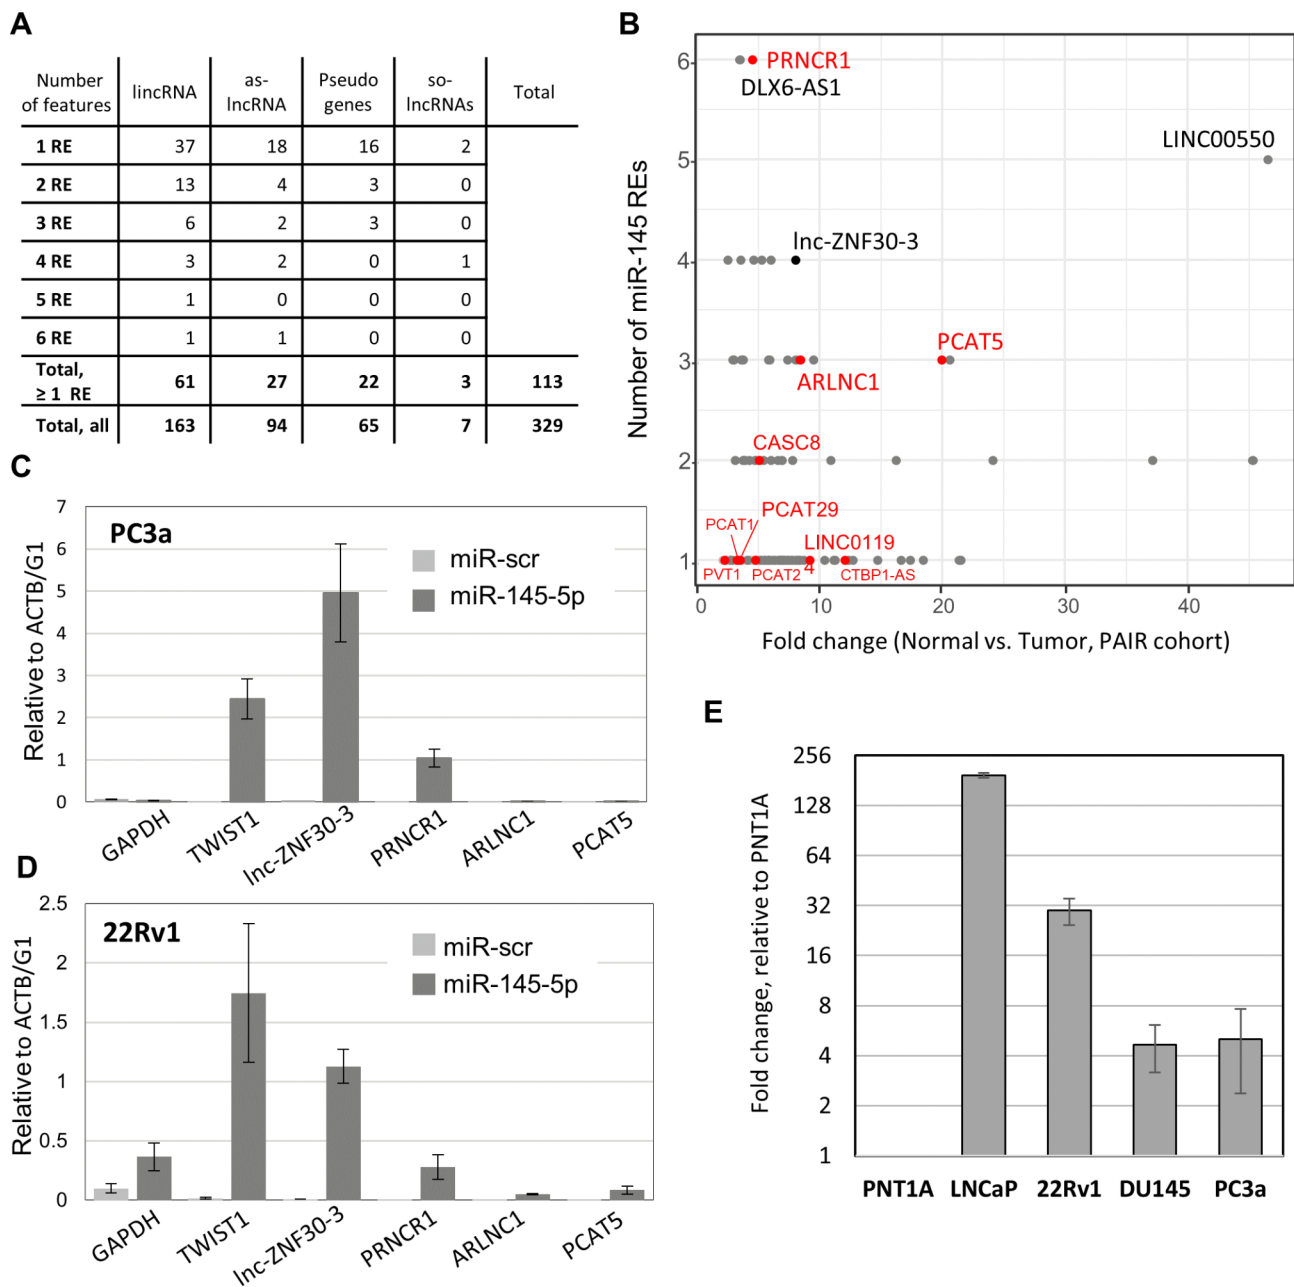 A
Number of features | lincRNA | as-lncRNA | Pseudo genes | so-lncRNAs | Total
1 RE | 37 | 18 | 16 | 2
2 RE | 13 | 4 | 3 | 0
3 RE | 6 | 2 | 3 | 0
4 RE | 3 | 2 | 0 | 1
5 RE | 1 | 0 | 0 | 0
6 RE | 1 | 1 | 0 | 0
Total, ≥ 1 RE | 61 | 27 | 22 | 3 | 113
Total, all | 163 | 94 | 65 | 7 | 329
B
Number of miR-145 REs
6
5
4
3
2
1
PRNCR1
DLX6-AS1
LINC00550
lnc-ZNF30-3
PCAT5
ARLNC1
CASC8
PCAT29
PCAT1
LINC0119
4
PVT1
PCAT2
CTBP1-AS
0 10 20 30 40
Fold change (Normal vs. Tumor, PAIR cohort)
C
PC3a
miR-scr
miR-145-5p
Relative to ACTB/G1
7
6
5
4
3
2
1
0
GAPDH
TWIST1
lnc-ZNF30-3
PRNCR1
ARLNC1
PCAT5
D
22Rv1
miR-scr
miR-145-5p
Relative to ACTB/G1
2.5
2
1.5
1
0.5
0
GAPDH
TWIST1
lnc-ZNF30-3
PRNCR1
ARLNC1
PCAT5
E
Fold change, relative to PNT1A
256
128
64
32
16
8
4
2
1
PNT1A LNCaP 22Rv1 DU145 PC3a